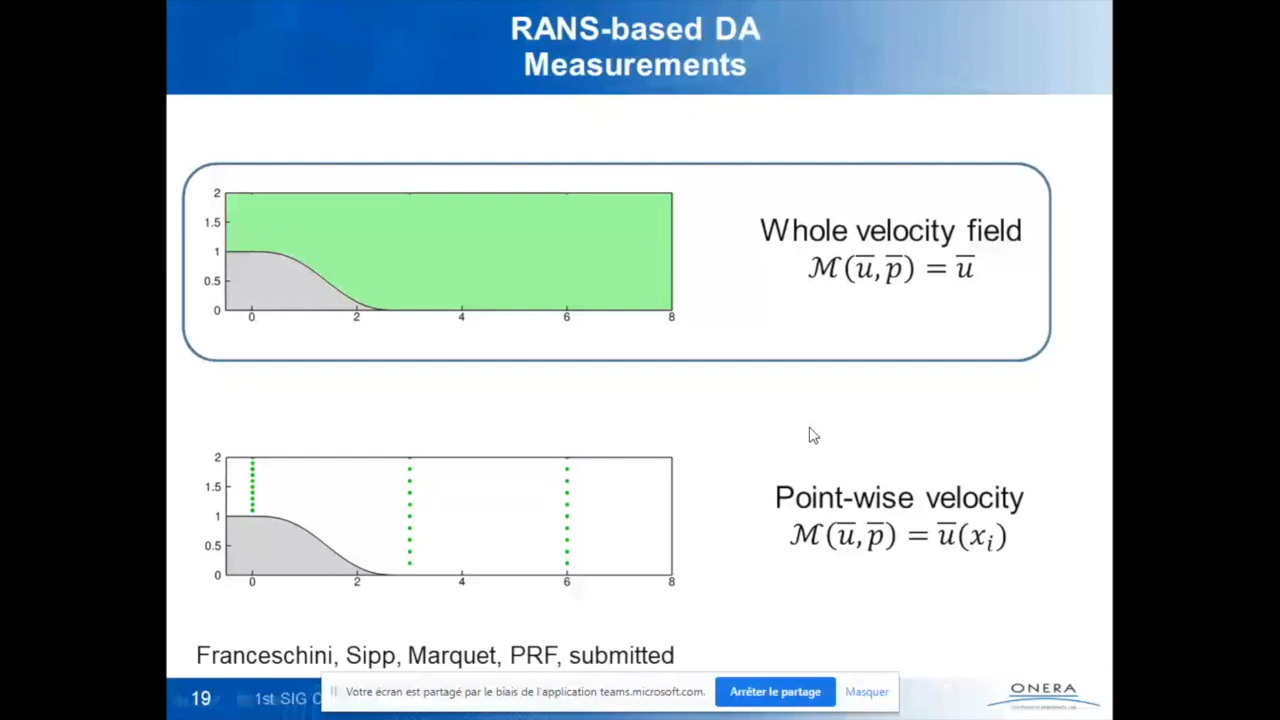 RANS-based DA
Measurements
2
1.5
1
0.5
0
0 2 4 6 8
Whole velocity field
ℳ(u̅, p̅) = u̅
2
1.5
1
0.5
0
0 2 4 6 8
Point-wise velocity
ℳ(u̅, p̅) = u̅(xᵢ)
Franceschini, Sipp, Marquet, PRF, submitted
19 1st SIG
Votre écran est partagé par le biais de l'application teams.microsoft.com.
Arrêter le partage
Masquer
ONERA